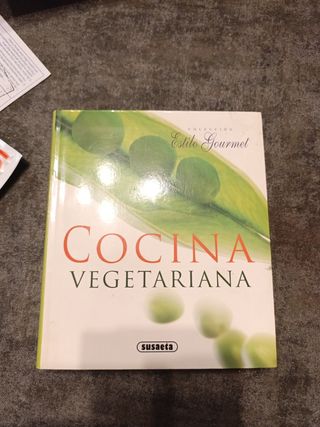 COLECCIÓN
Estilo Gourmet
COCINA
VEGETARIANA
susaeta